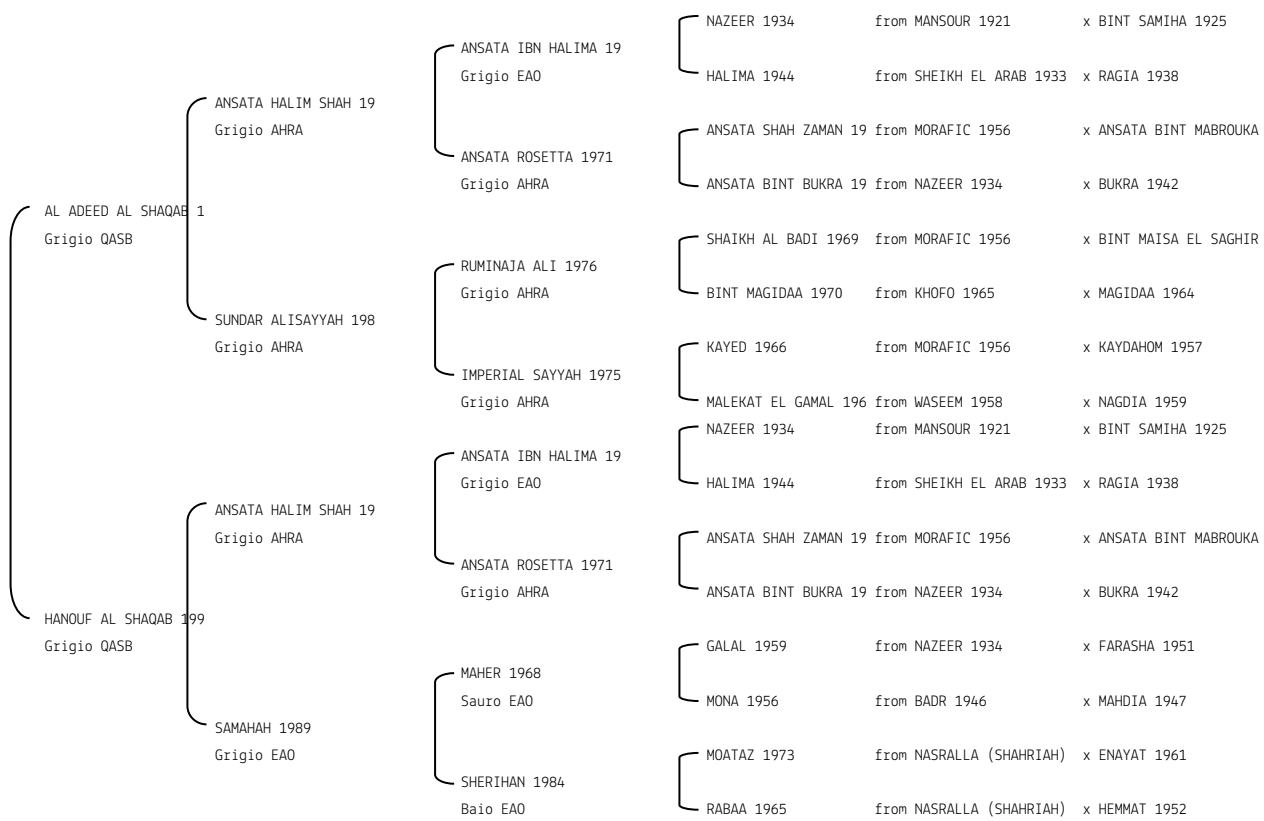 NAZEER 1934 from MANSOUR 1921 x BINT SAMIHA 1925
ANSATA IBN HALIMA 19
Grigio EAO
HALIMA 1944 from SHEIKH EL ARAB 1933 x RAGIA 1938
ANSATA HALIM SHAH 19
Grigio AHRA
ANSATA SHAH ZAMAN 19 from MORAFIC 1956 x ANSATA BINT MABROUKA
ANSATA ROSETTA 1971
Grigio AHRA
ANSATA BINT BUKRA 19 from NAZEER 1934 x BUKRA 1942
AL ADEED AL SHAQAB 1
Grigio QASB
SHAIKH AL BADI 1969 from MORAFIC 1956 x BINT MAISA EL SAGHIR
RUMINAJA ALI 1976
Grigio AHRA
BINT MAGIDAA 1970 from KHOFO 1965 x MAGIDAA 1964
SUNDAR ALISAYYAH 198
Grigio AHRA
KAYED 1966 from MORAFIC 1956 x KAYDAHOM 1957
IMPERIAL SAYYAH 1975
Grigio AHRA
MALEKAT EL GAMAL 196 from WASEEM 1958 x NAGDIA 1959
NAZEER 1934 from MANSOUR 1921 x BINT SAMIHA 1925
ANSATA IBN HALIMA 19
Grigio EAO
HALIMA 1944 from SHEIKH EL ARAB 1933 x RAGIA 1938
ANSATA HALIM SHAH 19
Grigio AHRA
ANSATA SHAH ZAMAN 19 from MORAFIC 1956 x ANSATA BINT MABROUKA
ANSATA ROSETTA 1971
Grigio AHRA
ANSATA BINT BUKRA 19 from NAZEER 1934 x BUKRA 1942
HANOUF AL SHAQAB 199
Grigio QASB
GALAL 1959 from NAZEER 1934 x FARASHA 1951
MAHER 1968
Sauro EAO
MONA 1956 from BADR 1946 x MAHDIA 1947
SAMAHAH 1989
Grigio EAO
MOATAZ 1973 from NASRALLA (SHAHRIAH) x ENAYAT 1961
SHERIHAN 1984
Baio EAO
RABAA 1965 from NASRALLA (SHAHRIAH) x HEMMAT 1952